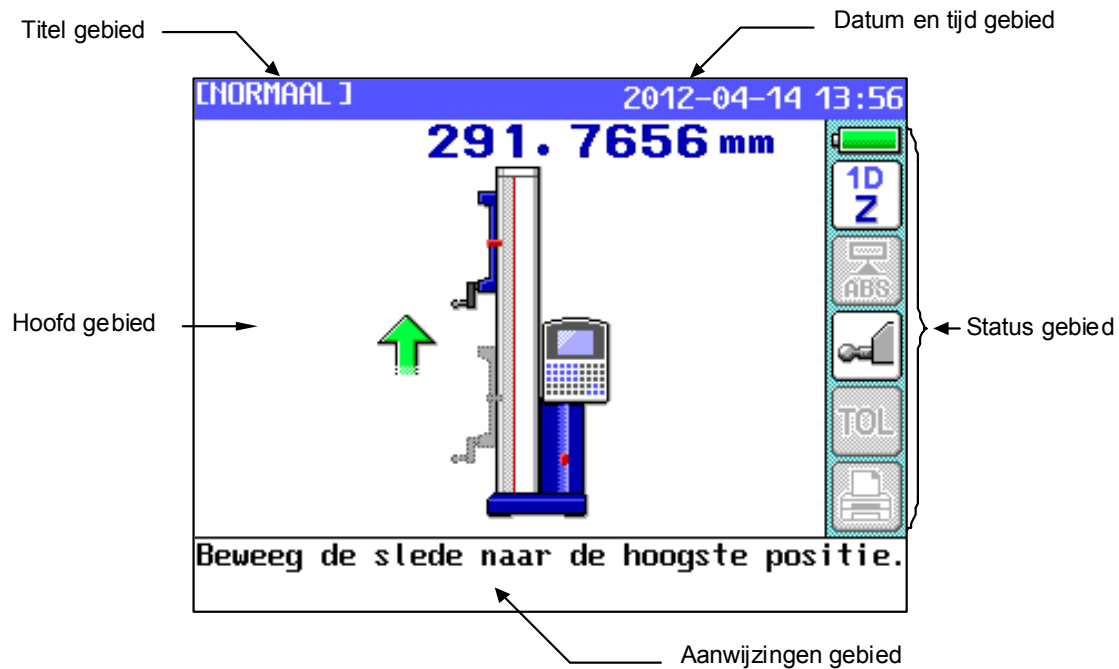 Titel gebied
Datum en tijd gebied
[NORMAAL]
2012-04-14 13:56
291.7656 mm
1D
Z
ABS
Hoofd gebied
Status gebied
TOL
Beweeg de slede naar de hoogste positie.
Aanwijzingen gebied